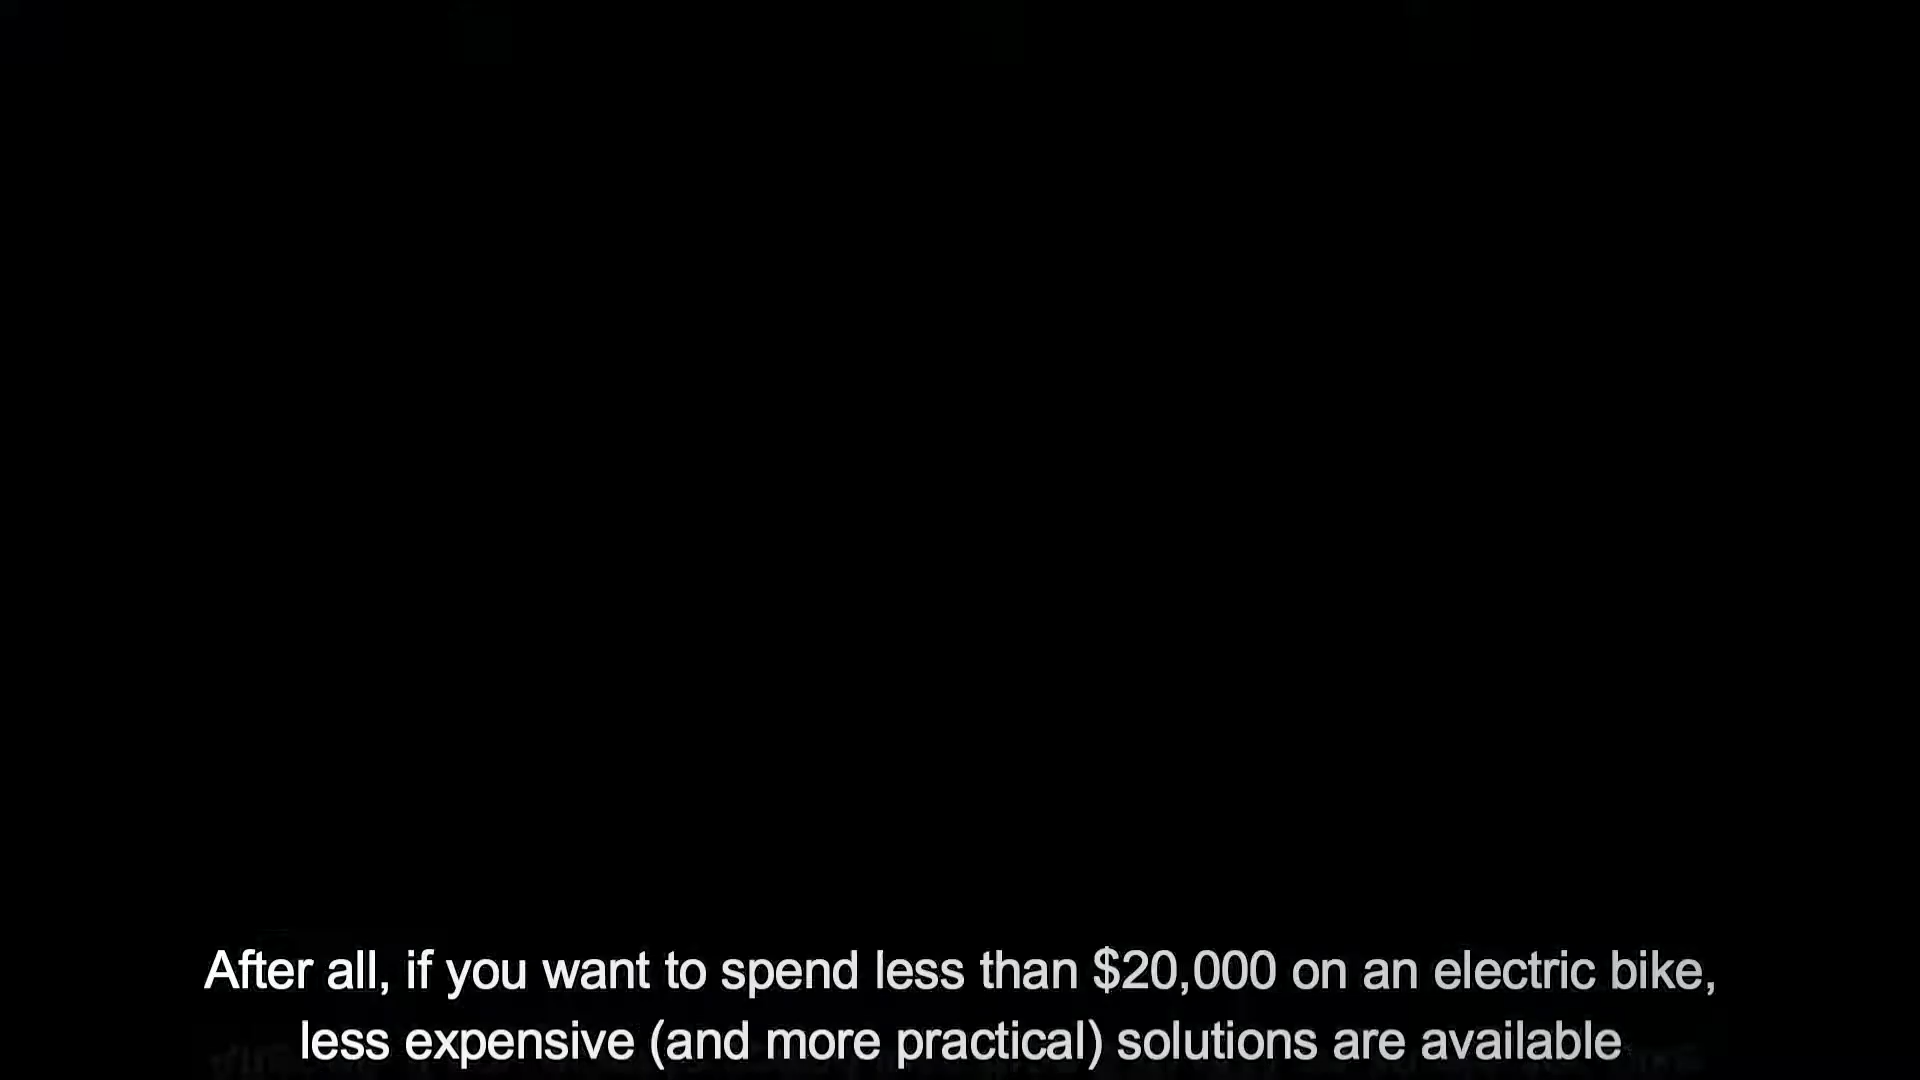 After all, if you want to spend less than $20,000 on an electric bike,
less expensive (and more practical) solutions are available